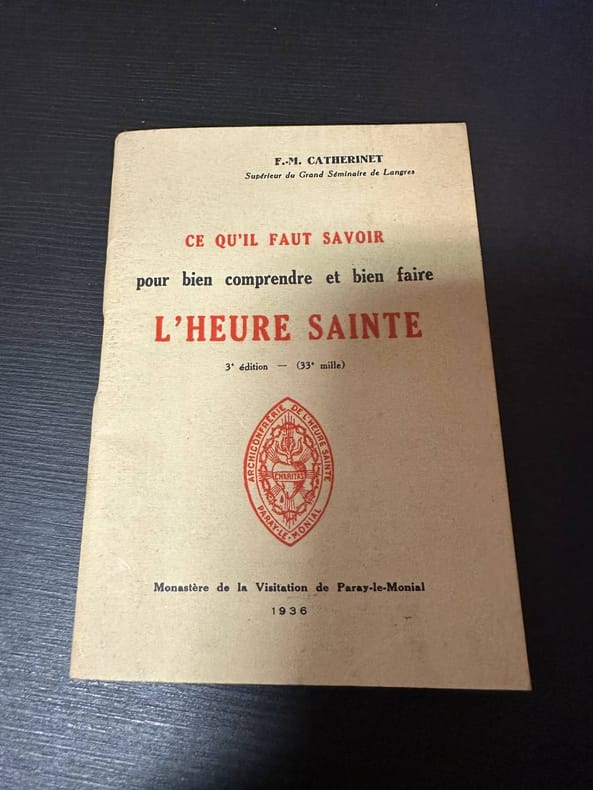 F.-M. CATHERINET
Supérieur du Grand Séminaire de Langres
CE QU'IL FAUT SAVOIR
pour bien comprendre et bien faire
L'HEURE SAINTE
3e édition — (33e mille)
ARCHICONFRÉRIE DE L'HEURE SAINTE
CHARITAS
PARAY-LE-MONIAL
Monastère de la Visitation de Paray-le-Monial
1936